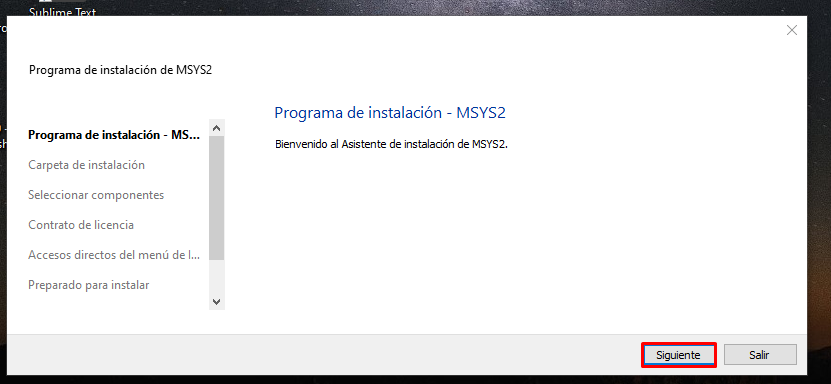 Sublime Text
Programa de instalación de MSYS2
Programa de instalación - MS...
Carpeta de instalación
Seleccionar componentes
Contrato de licencia
Accesos directos del menú de I...
Preparado para instalar
Programa de instalación - MSYS2
Bienvenido al Asistente de instalación de MSYS2.
Siguiente
Salir